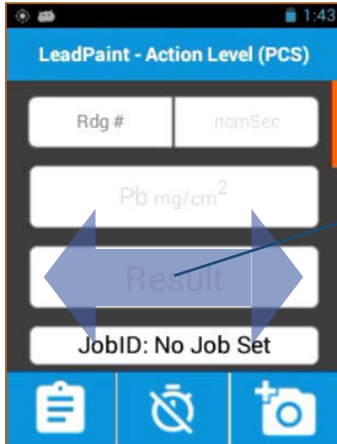 1:43
LeadPaint - Action Level (PCS)
Rdg # nomSec
Pb mg/cm²
Result
JobID: No Job Set